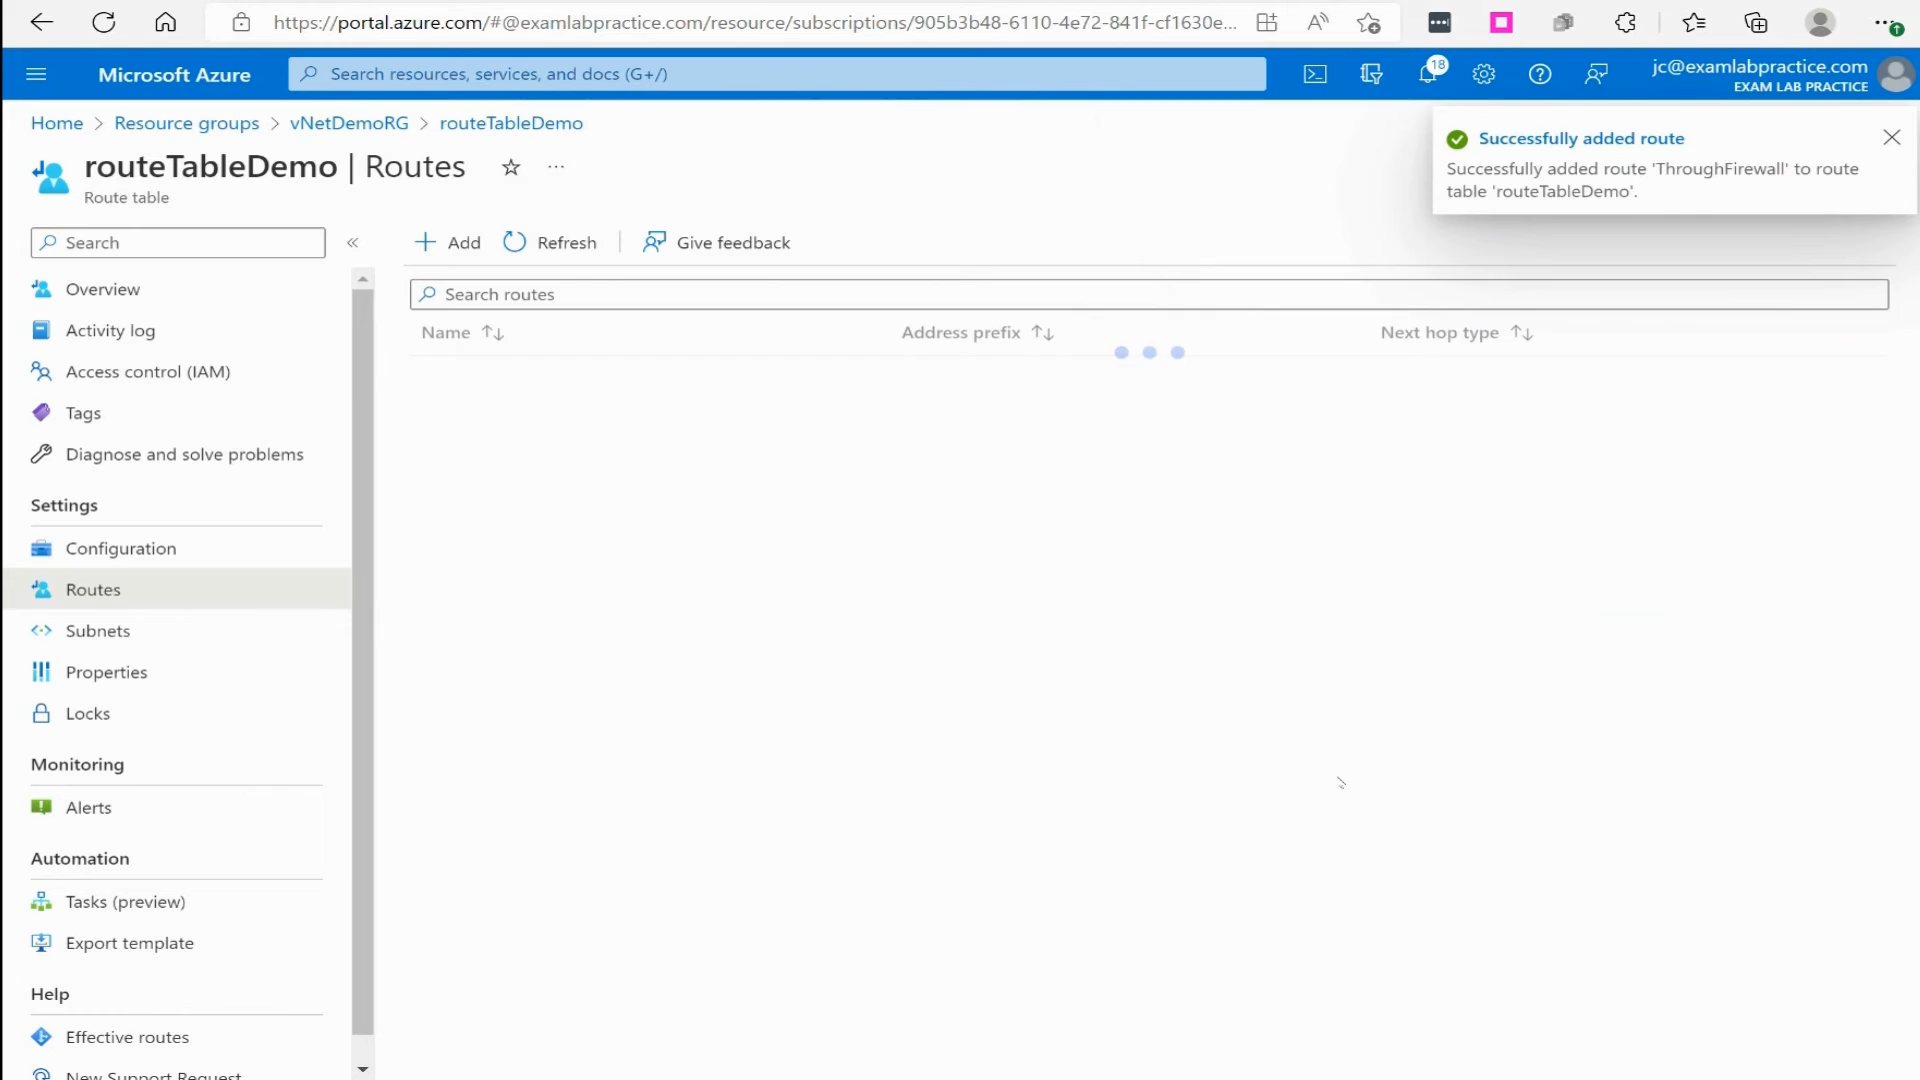 https://portal.azure.com/#@examlabpractice.com/resource/subscriptions/905b3b48-6110-4e72-841f-cf1630e...
Microsoft Azure
Search resources, services, and docs (G+/)
18
jc@examlabpractice.com
EXAM LAB PRACTICE
Home > Resource groups > vNetDemoRG > routeTableDemo
Successfully added route
Successfully added route 'ThroughFirewall' to route
table 'routeTableDemo'.
routeTableDemo | Routes
Route table
Search
Add
Refresh
Give feedback
Search routes
Name
Address prefix
Next hop type
Overview
Activity log
Access control (IAM)
Tags
Diagnose and solve problems
Settings
Configuration
Routes
Subnets
Properties
Locks
Monitoring
Alerts
Automation
Tasks (preview)
Export template
Help
Effective routes
New Support Request